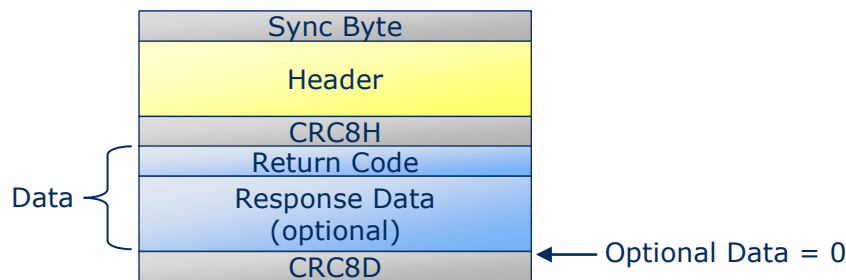 Sync Byte
Header
CRC8H
Return Code
Data
Response Data
(optional)
Optional Data = 0
CRC8D